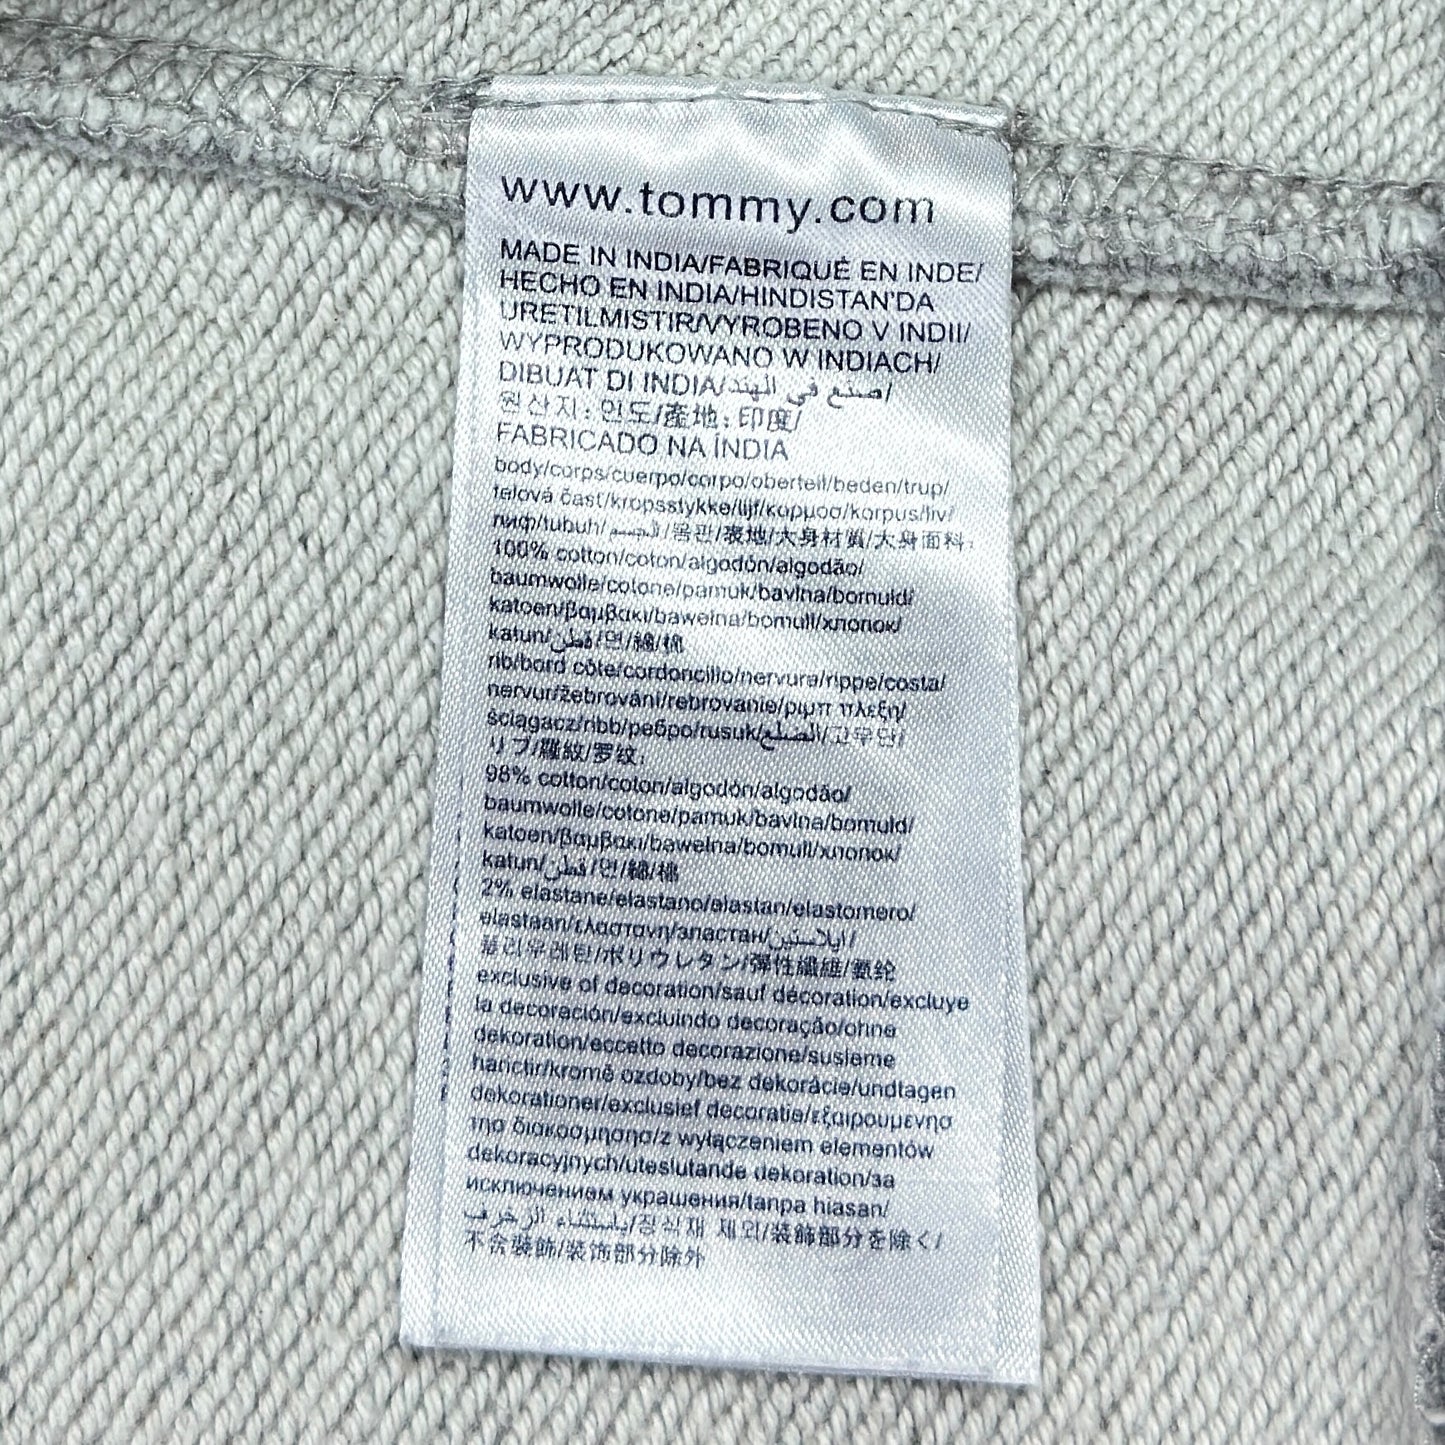 www.tommy.com
MADE IN INDIA/FABRIQUÉ EN INDE/
HECHO EN INDIA/HINDISTAN'DA
URETILMISTIR/VYROBENO V INDII/
WYPRODUKOWANO W INDIACH/
DIBUAT DI INDIA/صنع في الهند/
원산지: 인도/產地: 印度/
FABRICADO NA ÍNDIA
body/corps/cuerpo/corpo/oberteil/beden/trup/
telová časť/kropsstykke/lijf/κορμοσ/korpus/liv/
лиф/tubuh/الجسم/몸판/表地/大身材質/大身面料:
100% cotton/coton/algodón/algodão/
baumwolle/cotone/pamuk/bavlna/bomuld/
katoen/βαμβακι/bawełna/bomull/хлопок/
katun/قطن/면/綿/棉
rib/bord côte/cordoncillo/nervura/rippe/costa/
nervur/žebrování/rebrovanie/ριμπ πλεξη/
ściągacz/ribb/ребро/rusuk/الضلع/고무단/
リブ/羅紋/罗纹:
98% cotton/coton/algodón/algodão/
baumwolle/cotone/pamuk/bavlna/bomuld/
katoen/βαμβακι/bawełna/bomull/хлопок/
katun/قطن/면/綿/棉
2% elastane/elastano/elastan/elastomero/
elastaan/ελαστανη/эластан/ايلاستين/
폴리우레탄/ポリウレタン/彈性纖維/氨纶
exclusive of decoration/sauf décoration/excluye
la decoración/excluindo decoração/ohne
dekoration/eccetto decorazione/susleme
harictir/kromě ozdoby/bez dekorácie/undtagen
dekorationer/exclusief decoratie/εξαιρουμενησ
τησ διακοσμησησ/z wyłączeniem elementów
dekoracyjnych/uteslutande dekoration/за
исключением украшения/tanpa hiasan/
باستثناء الزخرف/장식재 제외/装飾部分を除く/
不含裝飾/装饰部分除外